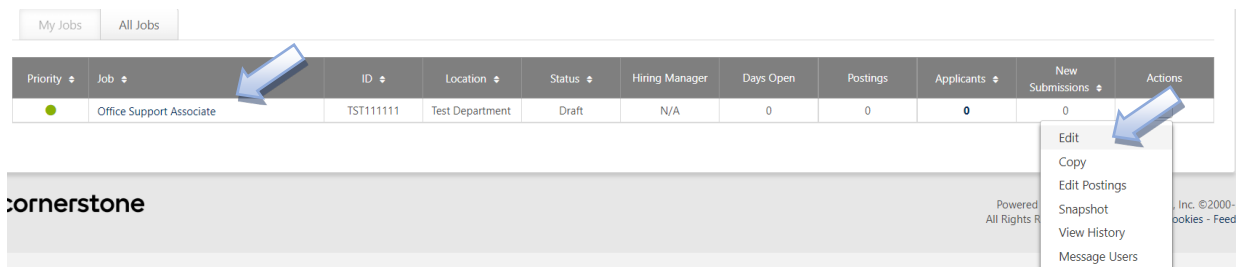 My Jobs All Jobs
Priority Job ID Location Status Hiring Manager Days Open Postings Applicants New Submissions Actions
Office Support Associate TST111111 Test Department Draft N/A 0 0 0 0
Edit
Copy
Edit Postings
Snapshot
View History
Message Users
cornerstone
Powered , Inc. ©2000-
All Rights ookies - Feed